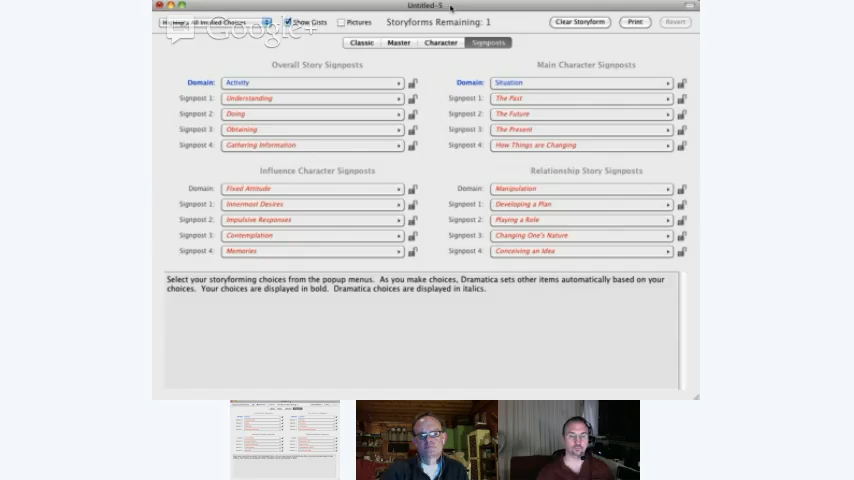 Untitled-5
Show Gists
Pictures
Storyforms Remaining: 1
Clear Storyform
Print
Revert
Google+
Classic
Master
Character
Signposts
Overall Story Signposts
Domain: Activity
Signpost 1: Understanding
Signpost 2: Doing
Signpost 3: Obtaining
Signpost 4: Gathering Information
Main Character Signposts
Domain: Situation
Signpost 1: The Past
Signpost 2: The Future
Signpost 3: The Present
Signpost 4: How Things are Changing
Influence Character Signposts
Domain: Fixed Attitude
Signpost 1: Innermost Desires
Signpost 2: Impulsive Responses
Signpost 3: Contemplation
Signpost 4: Memories
Relationship Story Signposts
Domain: Manipulation
Signpost 1: Developing a Plan
Signpost 2: Playing a Role
Signpost 3: Changing One's Nature
Signpost 4: Conceiving an Idea
Select your storyforming choices from the popup menus. As you make choices, Dramatica sets other items automatically based on your
choices. Your choices are displayed in bold. Dramatica choices are displayed in italics.